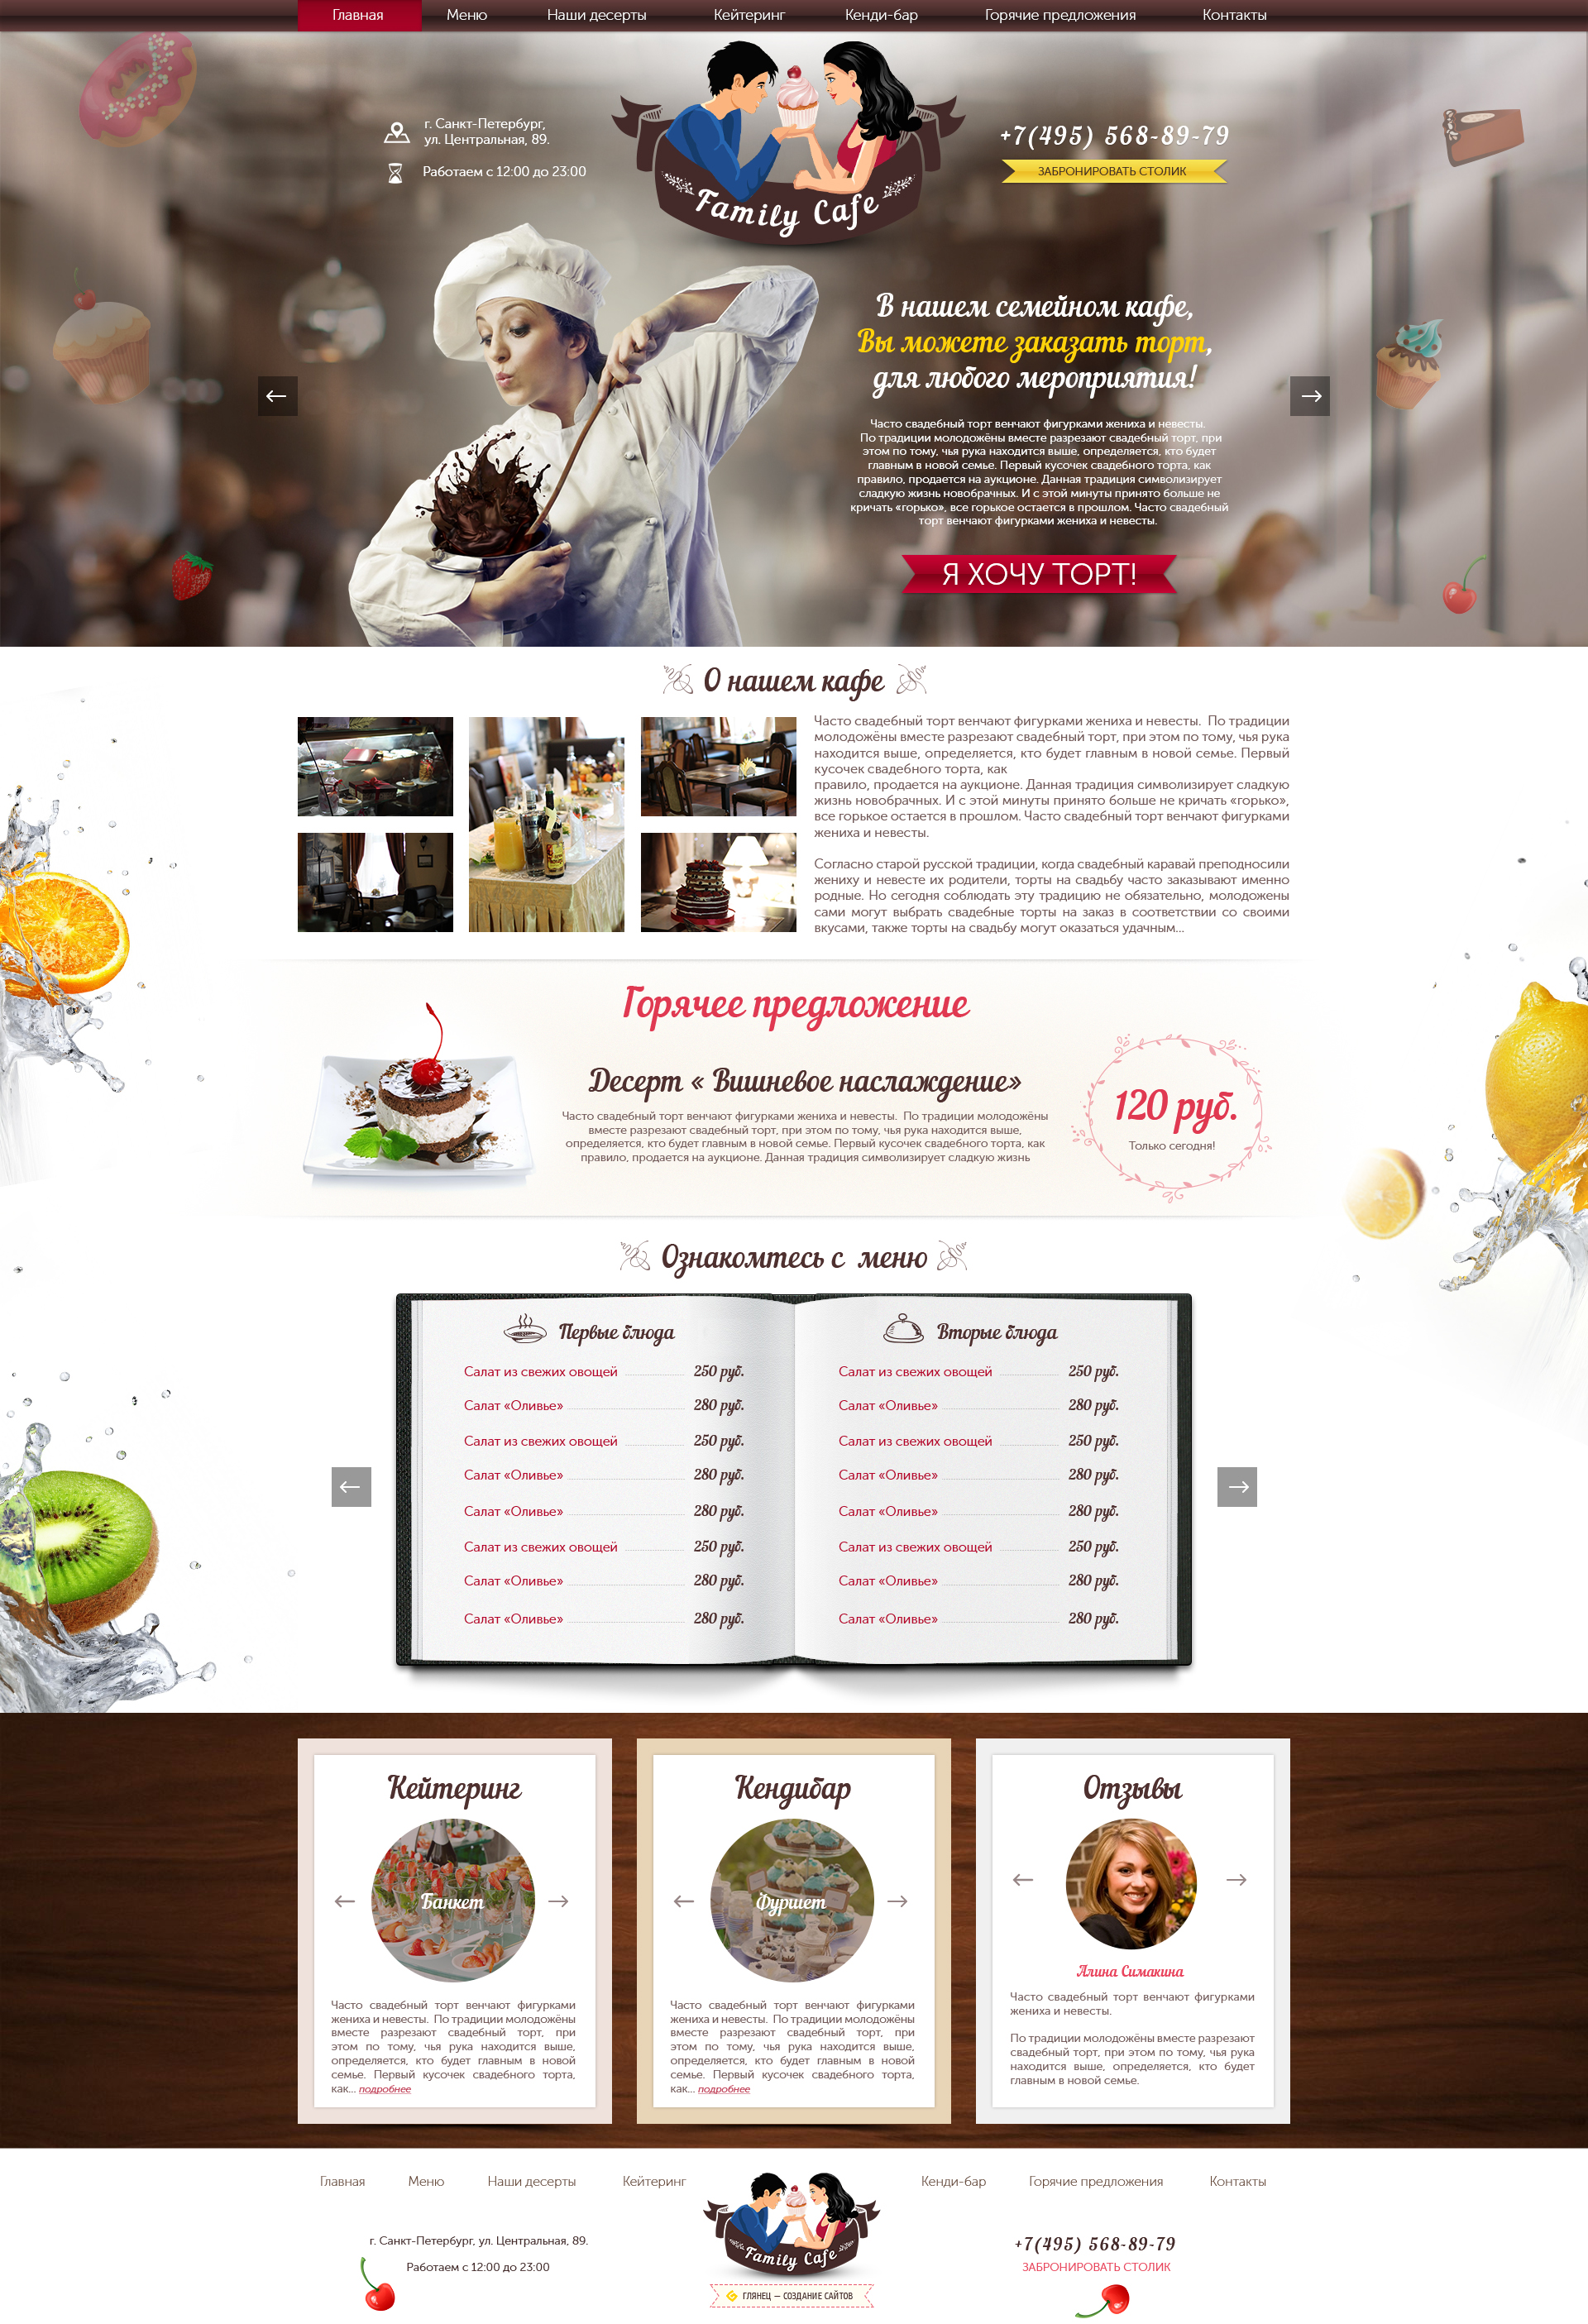 Главная Меню Наши десерты Кейтеринг Кенди-бар Горячие предложения Контакты
г. Санкт-Петербург,
ул. Центральная, 89.
Работаем с 12:00 до 23:00
Family Cafe
+7(495) 568-89-79
ЗАБРОНИРОВАТЬ СТОЛИК
В нашем семейном кафе,
Вы можете заказать торт,
для любого мероприятия!
Часто свадебный торт венчают фигурками жениха и невесты.
По традиции молодожёны вместе разрезают свадебный торт, при
этом по тому, чья рука находится выше, определяется, кто будет
главным в новой семье. Первый кусочек свадебного торта, как
правило, продается на аукционе. Данная традиция символизирует
сладкую жизнь новобрачных. И с этой минуты принято больше не
кричать «горько», все горькое остается в прошлом. Часто свадебный
торт венчают фигурками жениха и невесты.
Я ХОЧУ ТОРТ!
О нашем кафе
Часто свадебный торт венчают фигурками жениха и невесты. По традиции
молодожёны вместе разрезают свадебный торт, при этом по тому, чья рука
находится выше, определяется, кто будет главным в новой семье. Первый
кусочек свадебного торта, как
правило, продается на аукционе. Данная традиция символизирует сладкую
жизнь новобрачных. И с этой минуты принято больше не кричать «горько»,
все горькое остается в прошлом. Часто свадебный торт венчают фигурками
жениха и невесты.
Согласно старой русской традиции, когда свадебный каравай преподносили
жениху и невесте их родители, торты на свадьбу часто заказывают именно
родные. Но сегодня соблюдать эту традицию не обязательно, молодожены
сами могут выбрать свадебные торты на заказ в соответствии со своими
вкусами, также торты на свадьбу могут оказаться удачным...
Горячее предложение
Десерт « Вишневое наслаждение»
Часто свадебный торт венчают фигурками жениха и невесты. По традиции молодожёны
вместе разрезают свадебный торт, при этом по тому, чья рука находится выше,
определяется, кто будет главным в новой семье. Первый кусочек свадебного торта, как
правило, продается на аукционе. Данная традиция символизирует сладкую жизнь
120 руб.
Только сегодня!
Ознакомтесь с меню
Первые блюда
Салат из свежих овощей 250 руб.
Салат «Оливье» 280 руб.
Салат из свежих овощей 250 руб.
Салат «Оливье» 280 руб.
Салат «Оливье» 280 руб.
Салат из свежих овощей 250 руб.
Салат «Оливье» 280 руб.
Салат «Оливье» 280 руб.
Вторые блюда
Салат из свежих овощей 250 руб.
Салат «Оливье» 280 руб.
Салат из свежих овощей 250 руб.
Салат «Оливье» 280 руб.
Салат «Оливье» 280 руб.
Салат из свежих овощей 250 руб.
Салат «Оливье» 280 руб.
Салат «Оливье» 280 руб.
Кейтеринг
Банкет
Часто свадебный торт венчают фигурками
жениха и невесты. По традиции молодожёны
вместе разрезают свадебный торт, при
этом по тому, чья рука находится выше,
определяется, кто будет главным в новой
семье. Первый кусочек свадебного торта,
как... подробнее
Кендибар
Фуршет
Часто свадебный торт венчают фигурками
жениха и невесты. По традиции молодожёны
вместе разрезают свадебный торт, при
этом по тому, чья рука находится выше,
определяется, кто будет главным в новой
семье. Первый кусочек свадебного торта,
как... подробнее
Отзывы
Алина Симакина
Часто свадебный торт венчают фигурками
жениха и невесты.
По традиции молодожёны вместе разрезают
свадебный торт, при этом по тому, чья рука
находится выше, определяется, кто будет
главным в новой семье.
Главная Меню Наши десерты Кейтеринг Кенди-бар Горячие предложения Контакты
г. Санкт-Петербург, ул. Центральная, 89.
Работаем с 12:00 до 23:00
Family Cafe
ГЛЯНЕЦ — СОЗДАНИЕ САЙТОВ
+7(495) 568-89-79
ЗАБРОНИРОВАТЬ СТОЛИК